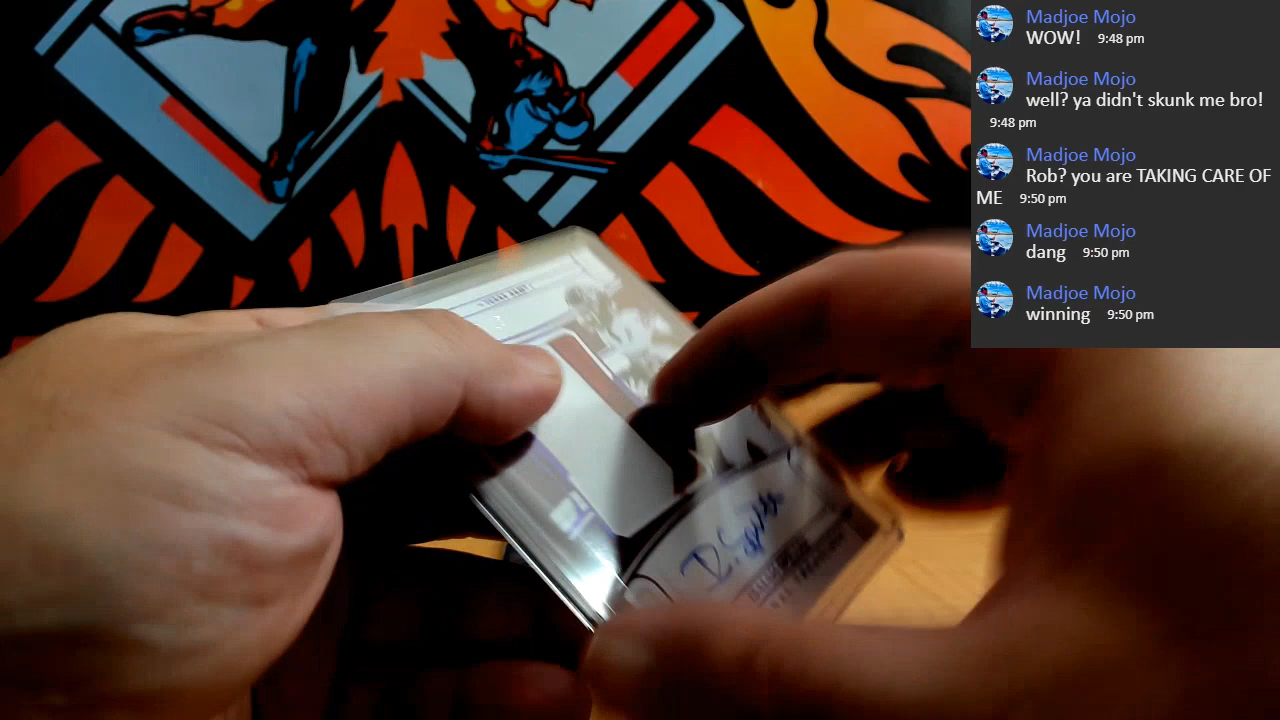 Madjoe Mojo
WOW! 9:48 pm
Madjoe Mojo
well? ya didn't skunk me bro!
9:48 pm
Madjoe Mojo
Rob? you are TAKING CARE OF
ME 9:50 pm
Madjoe Mojo
dang 9:50 pm
Madjoe Mojo
winning 9:50 pm